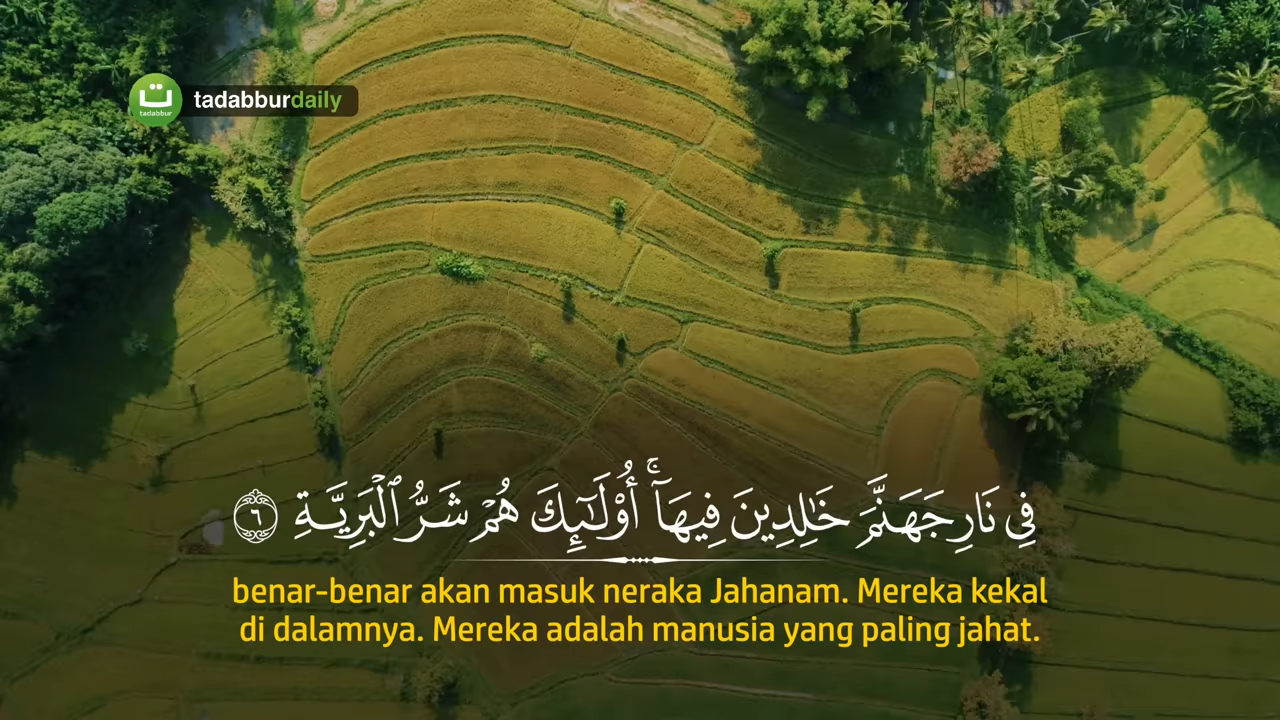 ت
tadabbur
tadabburdaily
فِي نَارِ جَهَنَّمَ خَٰلِدِينَ فِيهَآۚ أُو۟لَٰٓئِكَ هُمْ شَرُّ ٱلْبَرِيَّةِ ٦
benar-benar akan masuk neraka Jahanam. Mereka kekal
di dalamnya. Mereka adalah manusia yang paling jahat.